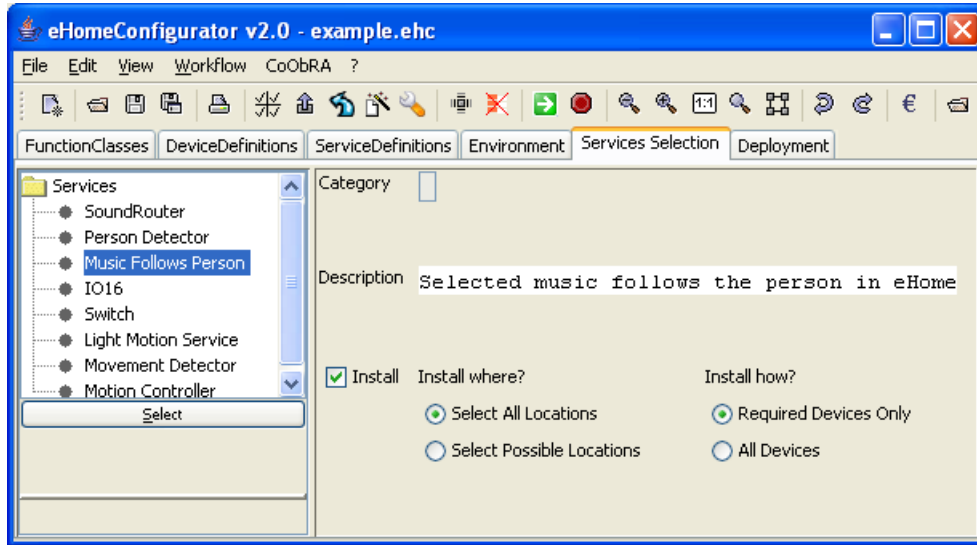 eHomeConfigurator v2.0 - example.ehc
File Edit View Workflow CoObRA ?
1:1 €
FunctionClasses DeviceDefinitions ServiceDefinitions Environment Services Selection Deployment
Services
SoundRouter
Person Detector
Music Follows Person
IO16
Switch
Light Motion Service
Movement Detector
Motion Controller
Select
Category
Description Selected music follows the person in eHome
Install Install where? Install how?
Select All Locations Required Devices Only
Select Possible Locations All Devices